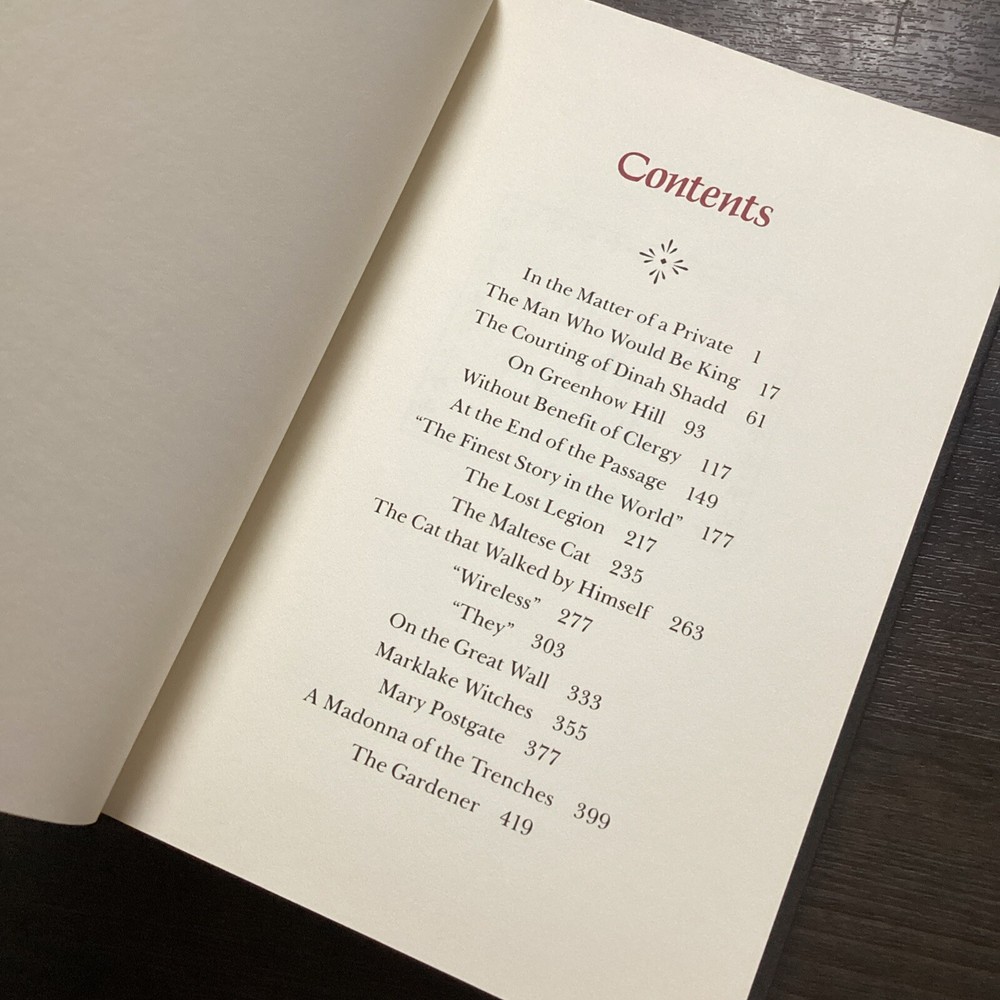 Contents
In the Matter of a Private 1
The Man Who Would Be King 17
The Courting of Dinah Shadd 61
On Greenhow Hill 93
Without Benefit of Clergy 117
At the End of the Passage 149
“The Finest Story in the World” 177
The Lost Legion 217
The Maltese Cat 235
The Cat that Walked by Himself 263
“Wireless” 277
“They” 303
On the Great Wall 333
Marklake Witches 355
Mary Postgate 377
A Madonna of the Trenches 399
The Gardener 419